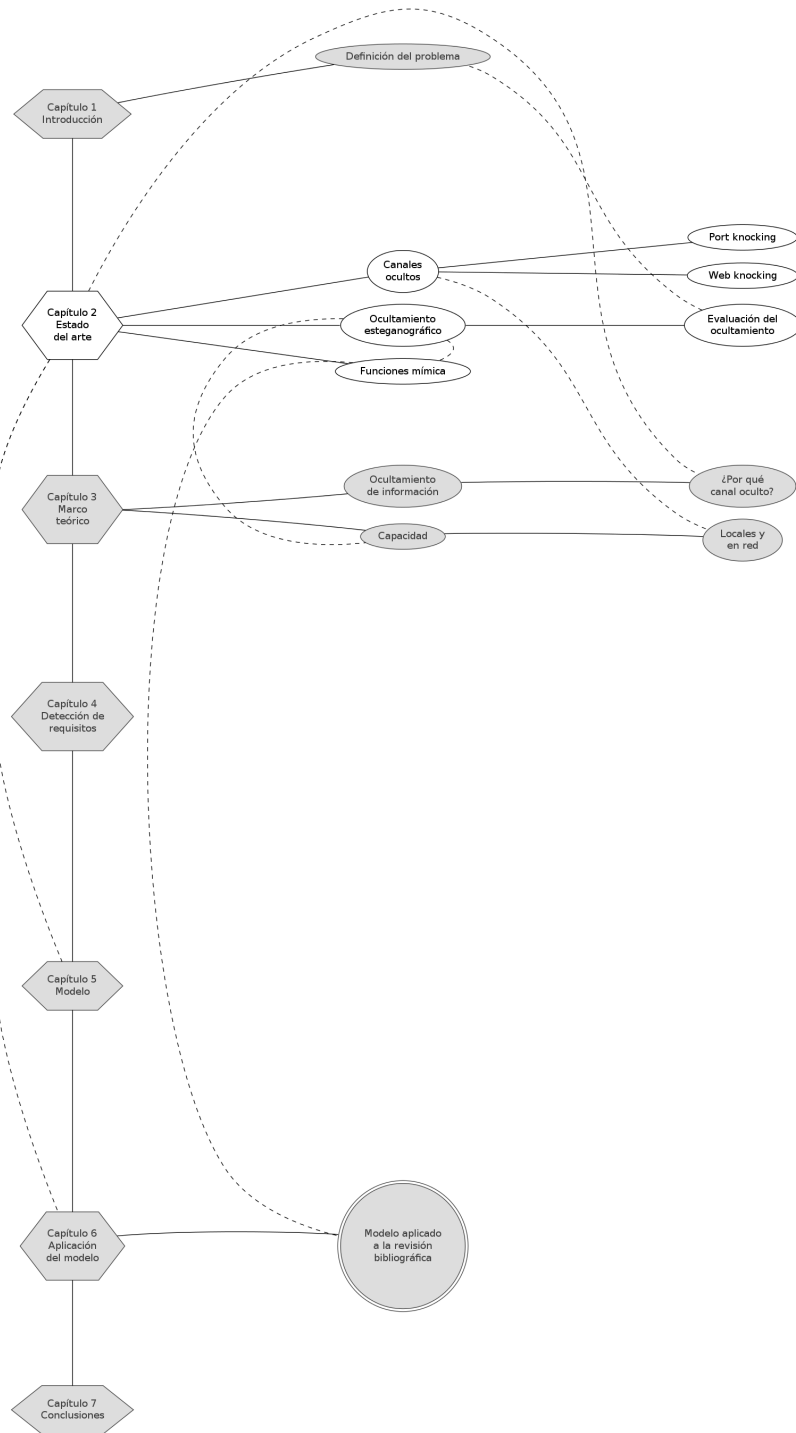 Definición del problema
Capítulo 1
Introducción
Port knocking
Canales
ocultos
Web knocking
Capítulo 2
Estado
del arte
Ocultamiento
esteganográfico
Evaluación del
ocultamiento
Funciones mímica
Capítulo 3
Marco
teórico
Ocultamiento
de información
¿Por qué
canal oculto?
Capacidad
Locales y
en red
Capítulo 4
Detección de
requisitos
Capítulo 5
Modelo
Capítulo 6
Aplicación
del modelo
Modelo aplicado
a la revisión
bibliográfica
Capítulo 7
Conclusiones